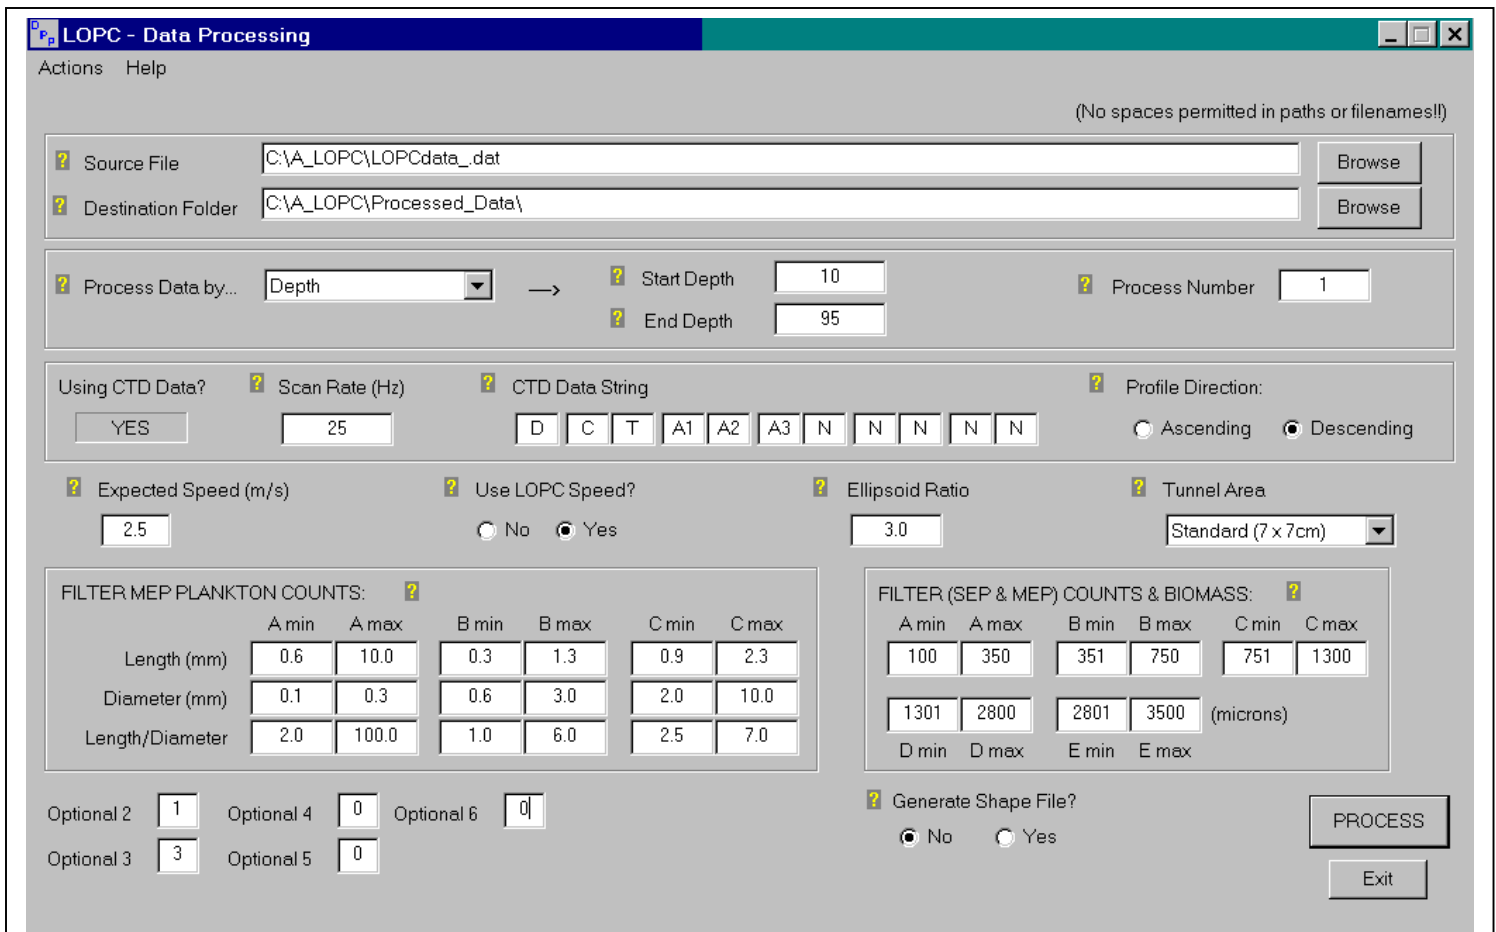 DPp LOPC - Data Processing
Actions Help
(No spaces permitted in paths or filenames!!)
? Source File C:\A_LOPC\LOPCdata_.dat Browse
? Destination Folder C:\A_LOPC\Processed_Data\ Browse
? Process Data by... Depth —> ? Start Depth 10 ? Process Number 1
? End Depth 95
Using CTD Data? ? Scan Rate (Hz) ? CTD Data String ? Profile Direction:
YES 25 D C T A1 A2 A3 N N N N N Ascending Descending
? Expected Speed (m/s) ? Use LOPC Speed? ? Ellipsoid Ratio ? Tunnel Area
2.5 No Yes 3.0 Standard (7 x 7cm)
FILTER MEP PLANKTON COUNTS: ?
A min A max B min B max C min C max
Length (mm) 0.6 10.0 0.3 1.3 0.9 2.3
Diameter (mm) 0.1 0.3 0.6 3.0 2.0 10.0
Length/Diameter 2.0 100.0 1.0 6.0 2.5 7.0
FILTER (SEP & MEP) COUNTS & BIOMASS: ?
A min A max B min B max C min C max
100 350 351 750 751 1300
1301 2800 2801 3500 (microns)
D min D max E min E max
Optional 2 1 Optional 4 0 Optional 6 0
Optional 3 3 Optional 5 0
? Generate Shape File?
No Yes
PROCESS
Exit